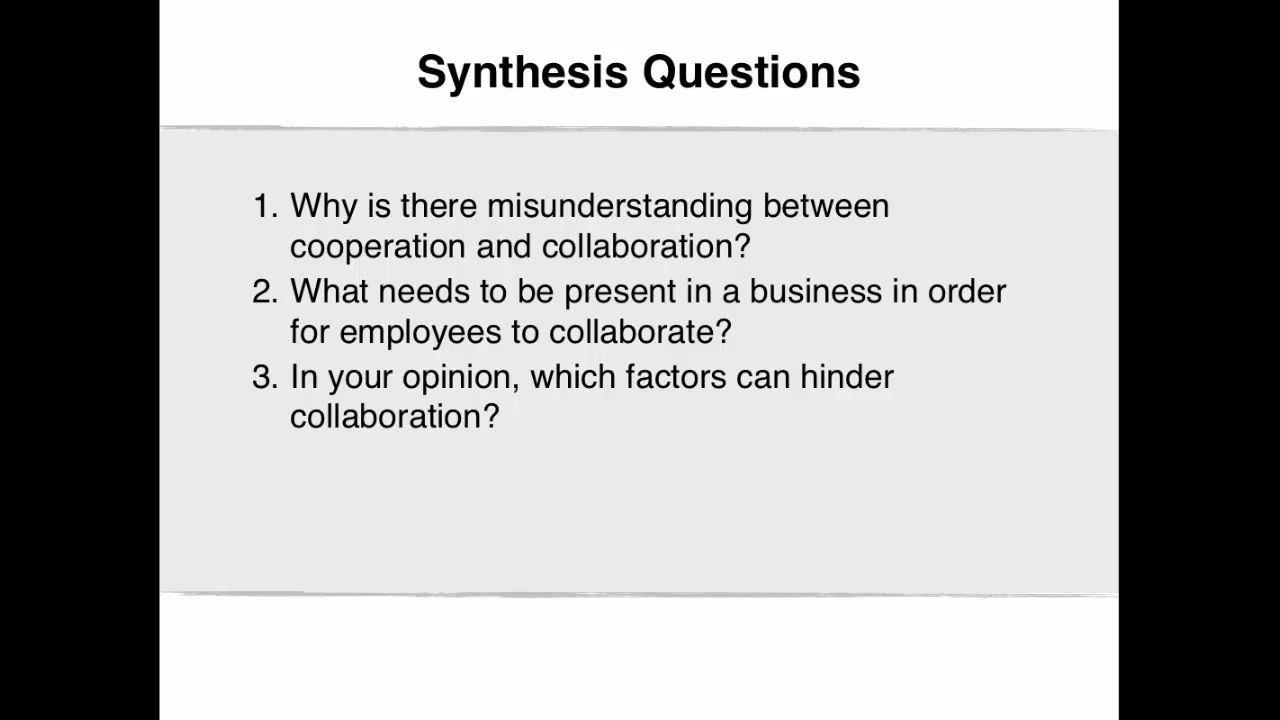 Synthesis Questions
1. Why is there misunderstanding between
cooperation and collaboration?
2. What needs to be present in a business in order
for employees to collaborate?
3. In your opinion, which factors can hinder
collaboration?